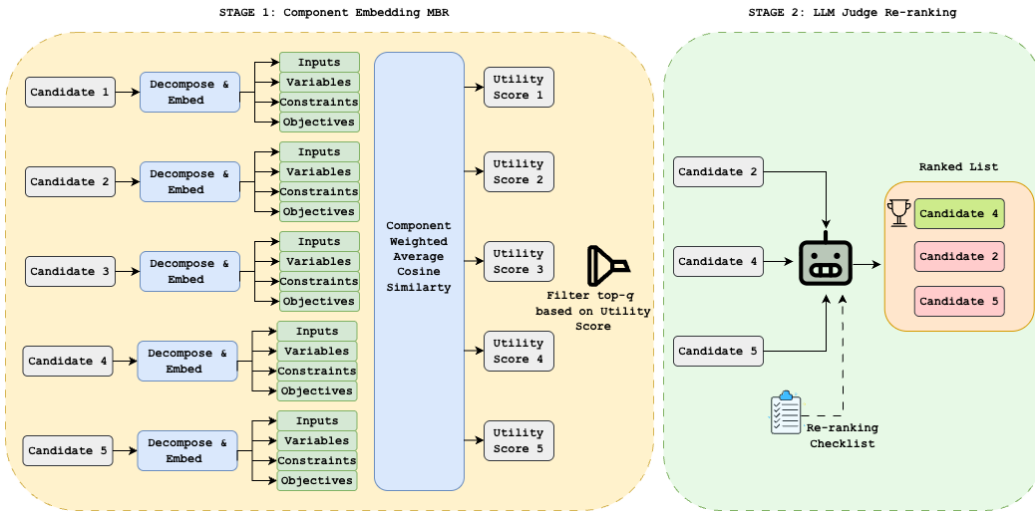 STAGE 1: Component Embedding MBR
Candidate 1
Decompose &
Embed
Inputs
Variables
Constraints
Objectives
Utility
Score 1
Candidate 2
Decompose &
Embed
Inputs
Variables
Constraints
Objectives
Utility
Score 2
Candidate 3
Decompose &
Embed
Inputs
Variables
Constraints
Objectives
Utility
Score 3
Candidate 4
Decompose &
Embed
Inputs
Variables
Constraints
Objectives
Utility
Score 4
Candidate 5
Decompose &
Embed
Inputs
Variables
Constraints
Objectives
Utility
Score 5
Component
Weighted
Average
Cosine
Similarty
Filter top-q
based on Utility
Score
STAGE 2: LLM Judge Re-ranking
Candidate 2
Candidate 4
Candidate 5
Re-ranking
Checklist
Ranked List
Candidate 4
Candidate 2
Candidate 5